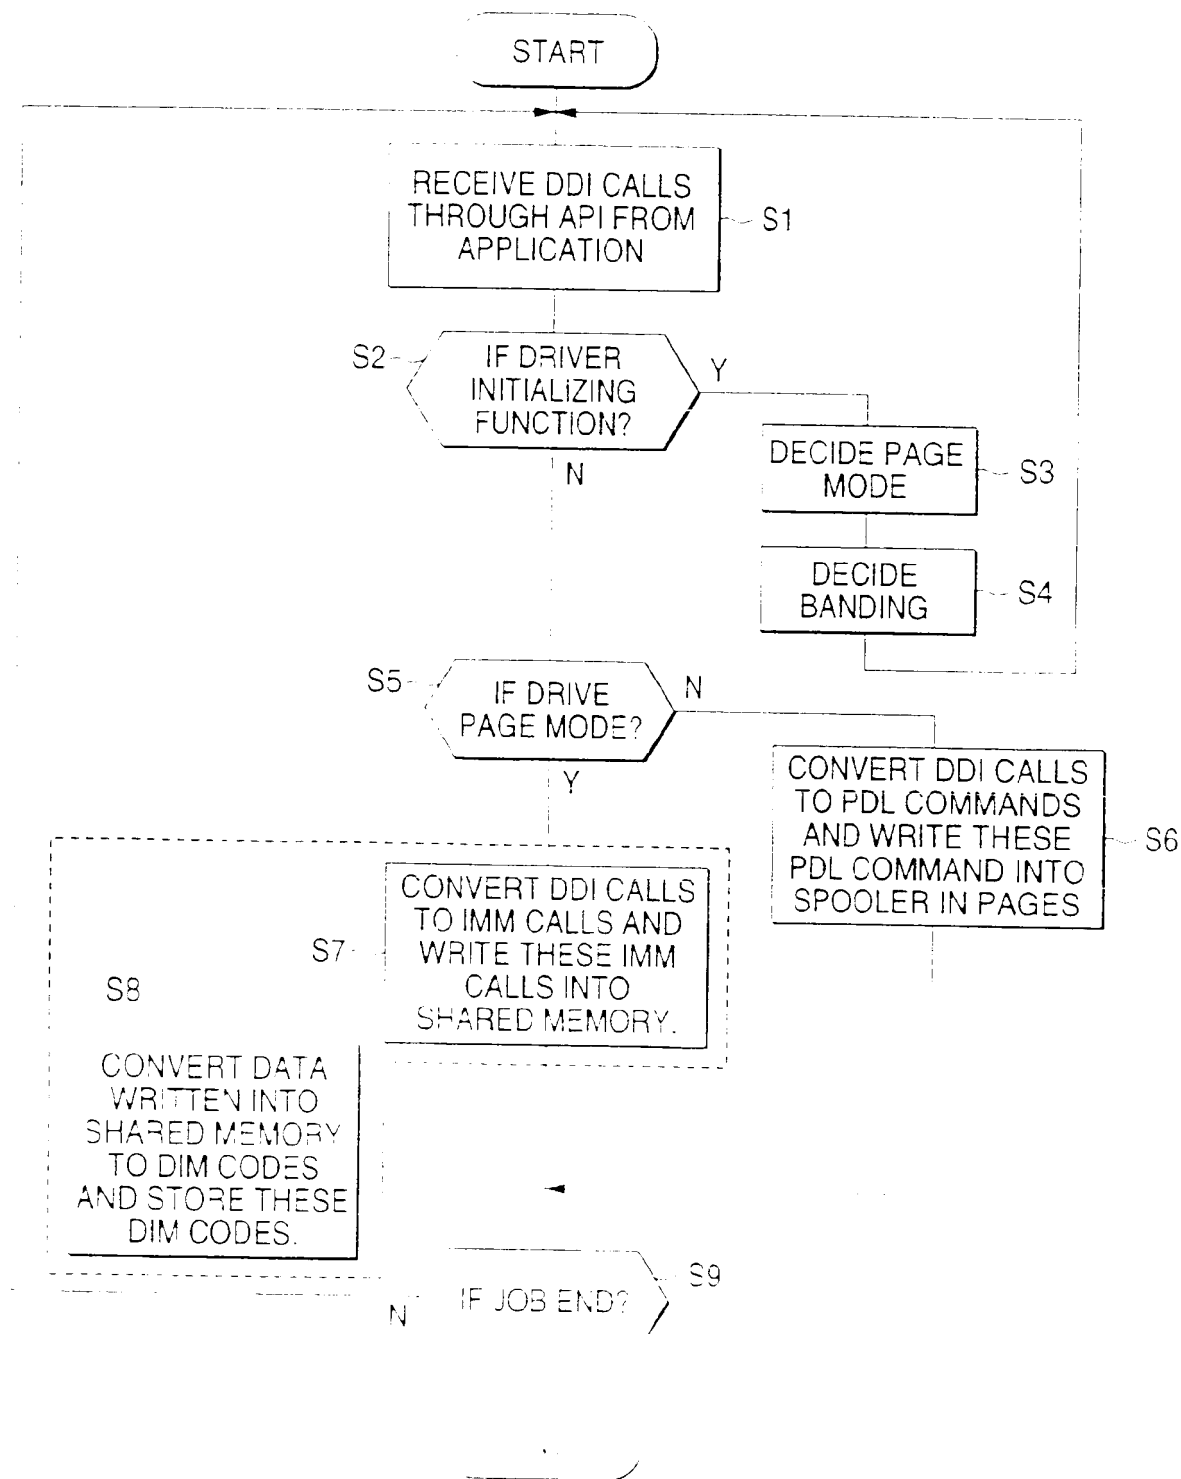 START
RECEIVE DDI CALLS
THROUGH API FROM
APPLICATION
S1
S2
IF DRIVER
INITIALIZING
FUNCTION?
Y
N
DECIDE PAGE
MODE
S3
DECIDE
BANDING
S4
S5
IF DRIVE
PAGE MODE?
N
Y
CONVERT DDI CALLS
TO PDL COMMANDS
AND WRITE THESE
PDL COMMAND INTO
SPOOLER IN PAGES
S6
S7
CONVERT DDI CALLS
TO IMM CALLS AND
WRITE THESE IMM
CALLS INTO
SHARED MEMORY.
S8
CONVERT DATA
WRITTEN INTO
SHARED MEMORY
TO DIM CODES
AND STORE THESE
DIM CODES.
S9
IF JOB END?
N